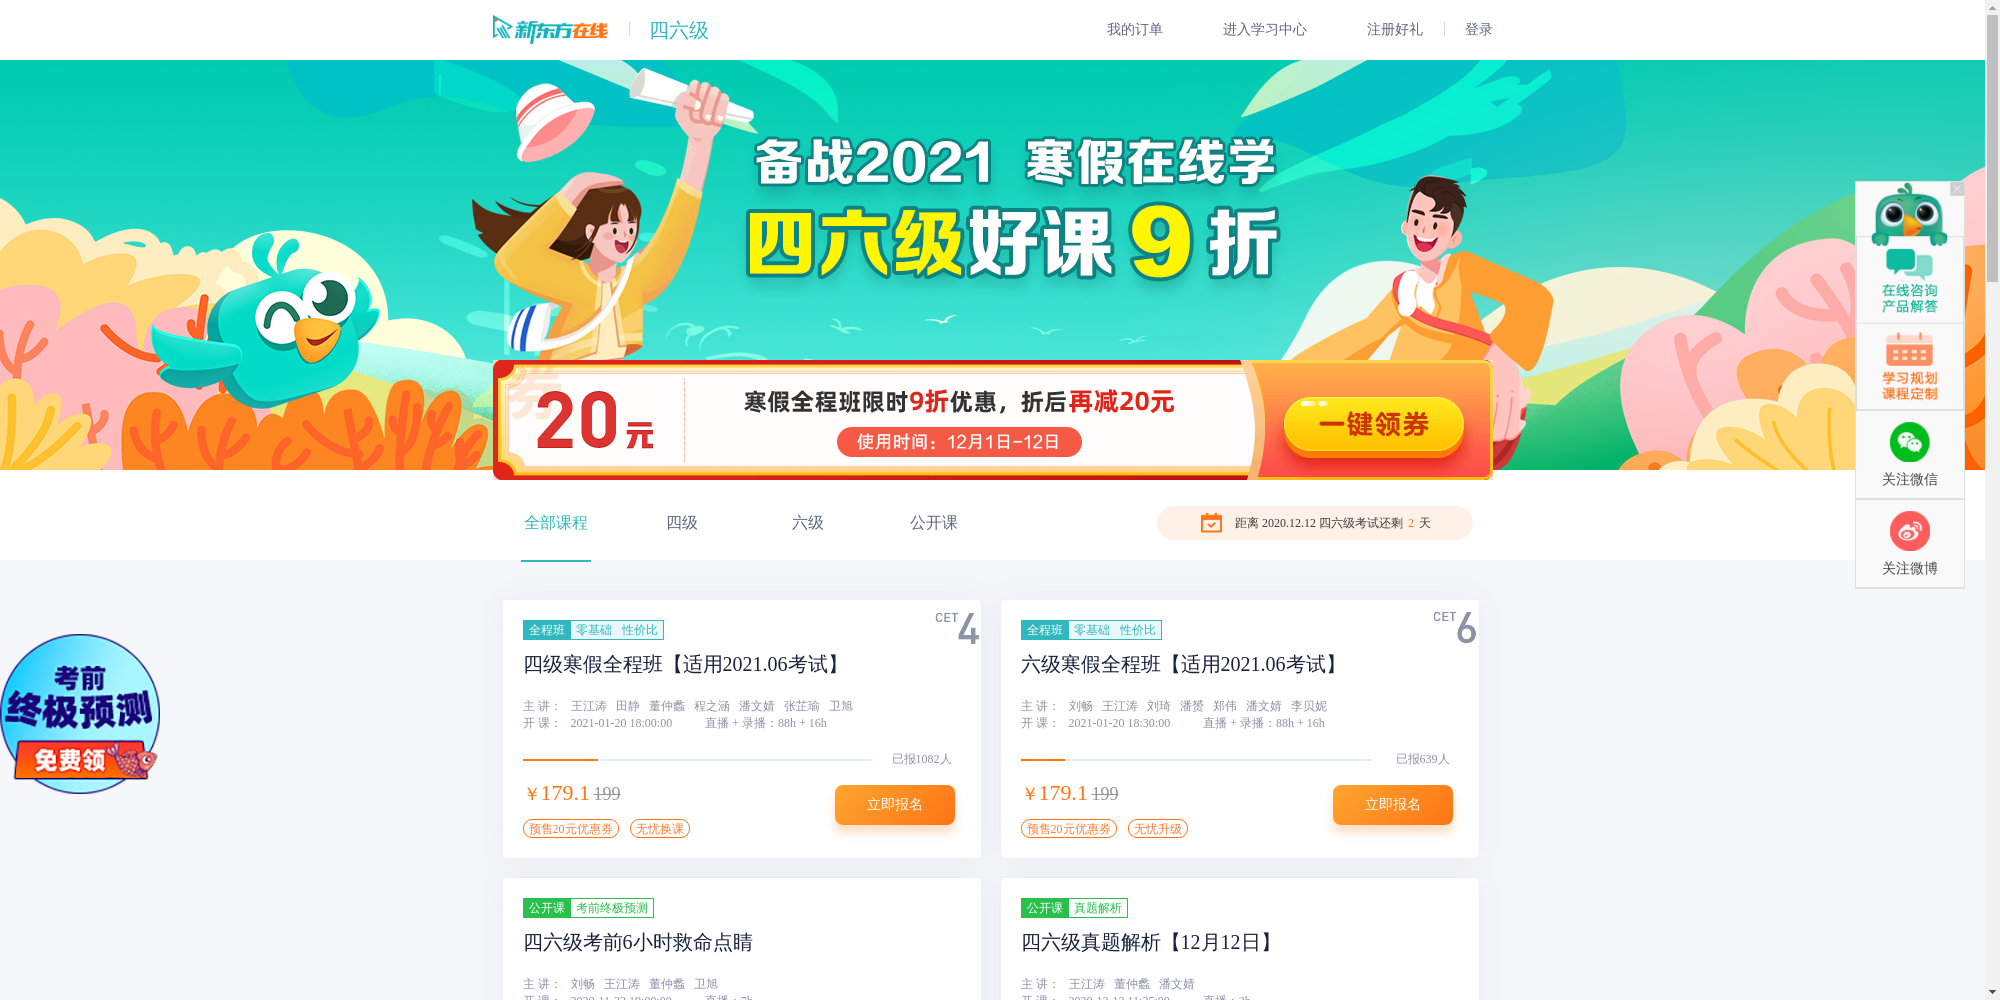 新东方在线
四六级
我的订单
进入学习中心
注册好礼
登录
备战2021 寒假在线学
四六级好课9折
券
20元
寒假全程班限时9折优惠，折后再减20元
使用时间：12月1日-12日
一键领券
在线咨询
产品解答
学习规划
课程定制
关注微信
关注微博
全部课程
四级
六级
公开课
距离 2020.12.12 四六级考试还剩 2 天
考前
终极预测
免费领
全程班 零基础 性价比
CET4
四级寒假全程班【适用2021.06考试】
主 讲： 王江涛 田静 董仲蠡 程之涵 潘文婧 张芷瑜 卫旭
开 课： 2021-01-20 18:00:00 直播 + 录播：88h + 16h
已报1082人
￥179.1 199
立即报名
预售20元优惠券 无忧换课
全程班 零基础 性价比
CET6
六级寒假全程班【适用2021.06考试】
主 讲： 刘畅 王江涛 刘琦 潘赟 郑伟 潘文婧 李贝妮
开 课： 2021-01-20 18:30:00 直播 + 录播：88h + 16h
已报639人
￥179.1 199
立即报名
预售20元优惠券 无忧升级
公开课 考前终极预测
四六级考前6小时救命点睛
主 讲： 刘畅 王江涛 董仲蠡 卫旭
公开课 真题解析
四六级真题解析【12月12日】
主 讲： 王江涛 董仲蠡 潘文婧